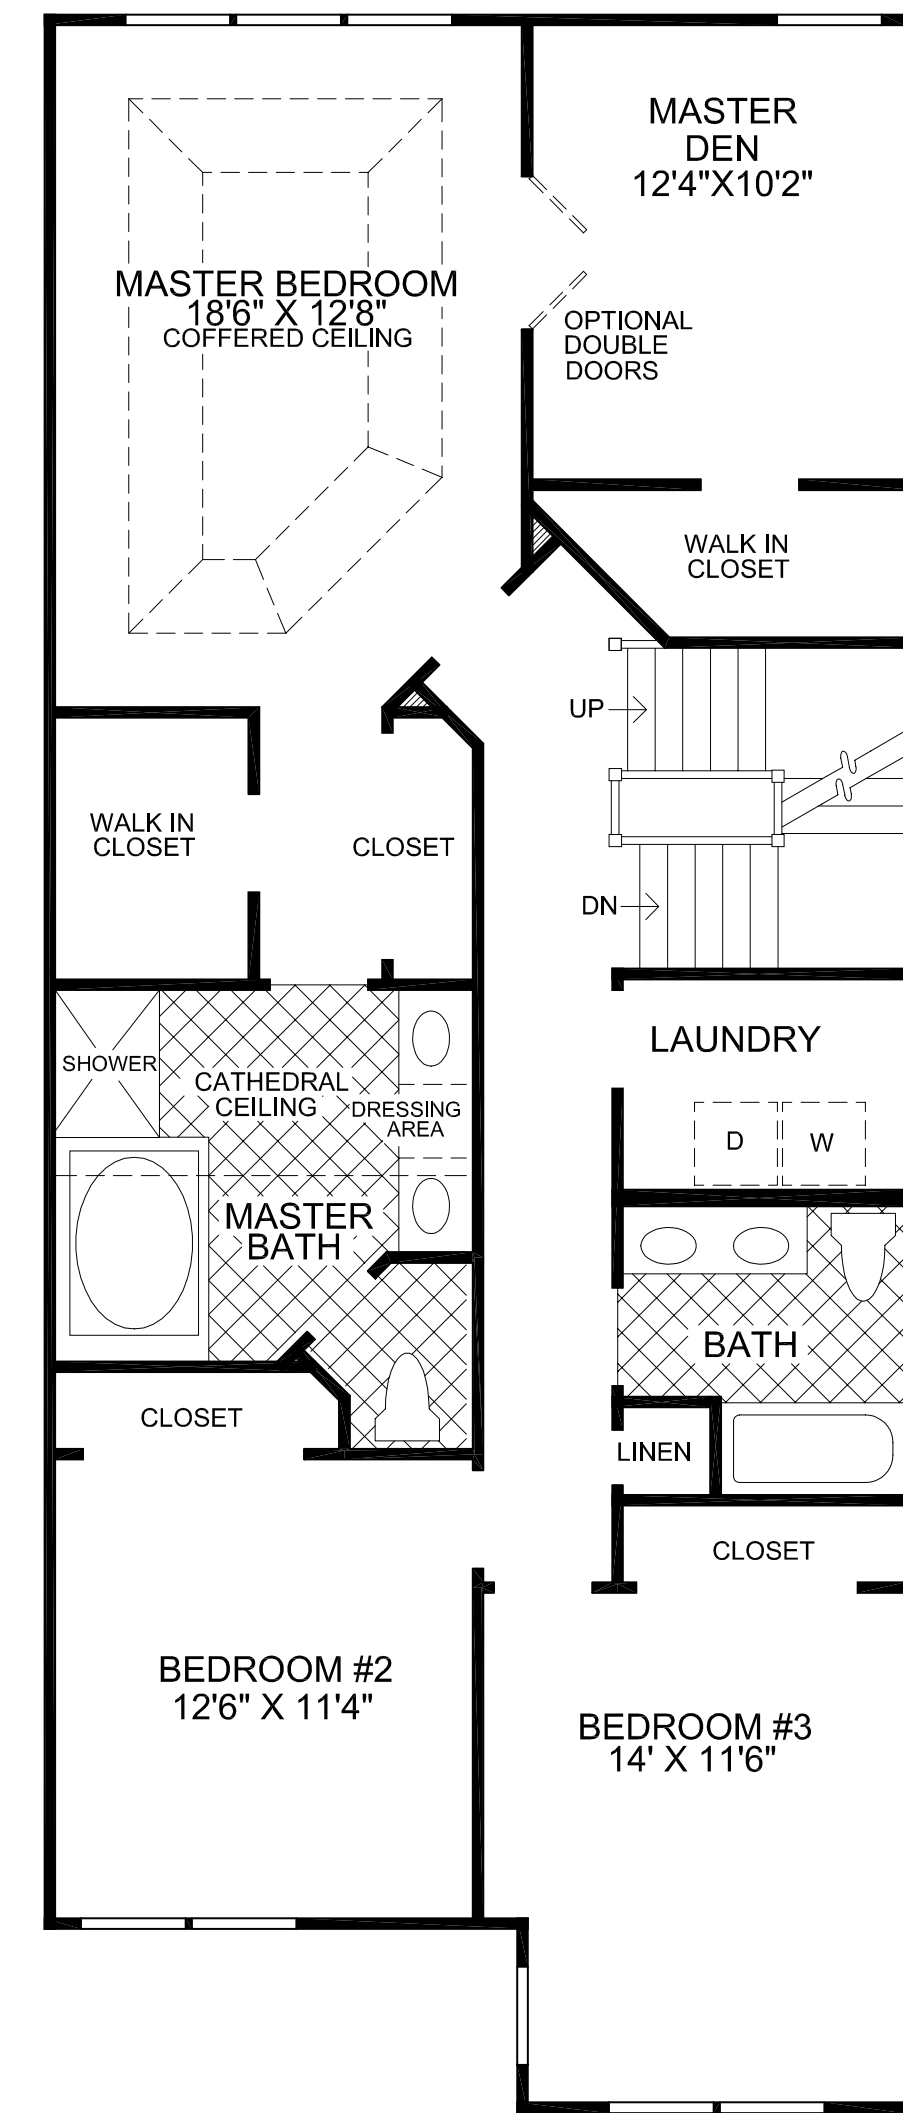 MASTER
DEN
12'4"X10'2"
MASTER BEDROOM
18'6" X 12'8"
COFFERED CEILING
OPTIONAL
DOUBLE
DOORS
WALK IN
CLOSET
UP
WALK IN
CLOSET
CLOSET
DN
LAUNDRY
SHOWER
CATHEDRAL
CEILING
DRESSING
AREA
D
W
MASTER
BATH
BATH
CLOSET
LINEN
CLOSET
BEDROOM #2
12'6" X 11'4"
BEDROOM #3
14' X 11'6"